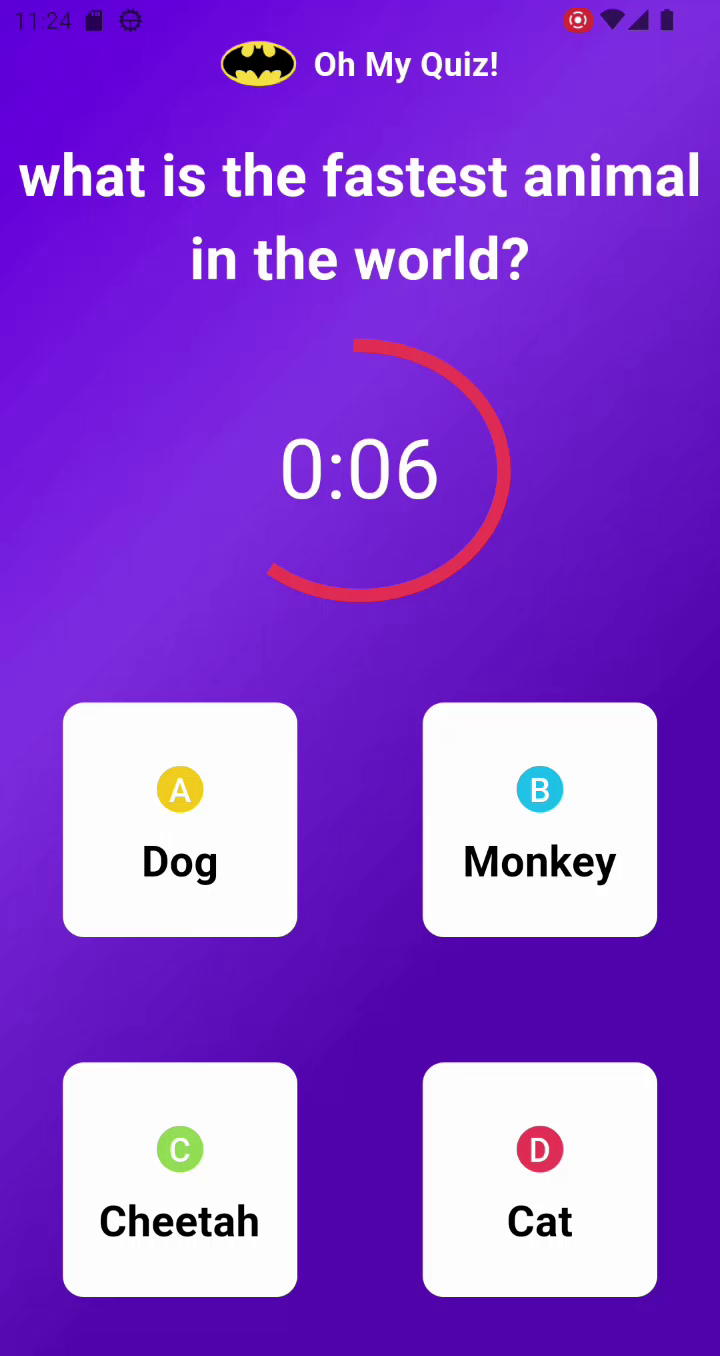 11:24
Oh My Quiz!
what is the fastest animal
in the world?
0:06
A
Dog
B
Monkey
C
Cheetah
D
Cat